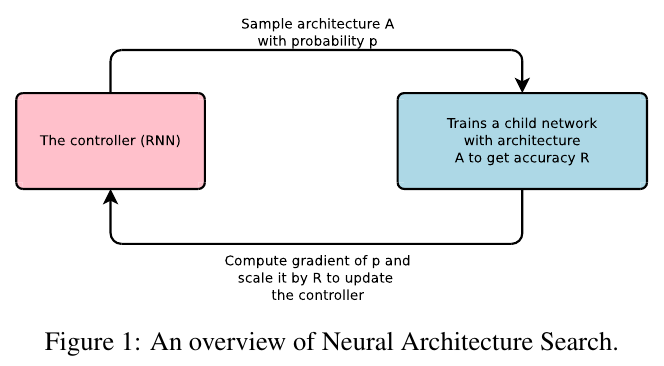 Sample architecture A
with probability p
The controller (RNN)
Trains a child network
with architecture
A to get accuracy R
Compute gradient of p and
scale it by R to update
the controller
Figure 1: An overview of Neural Architecture Search.